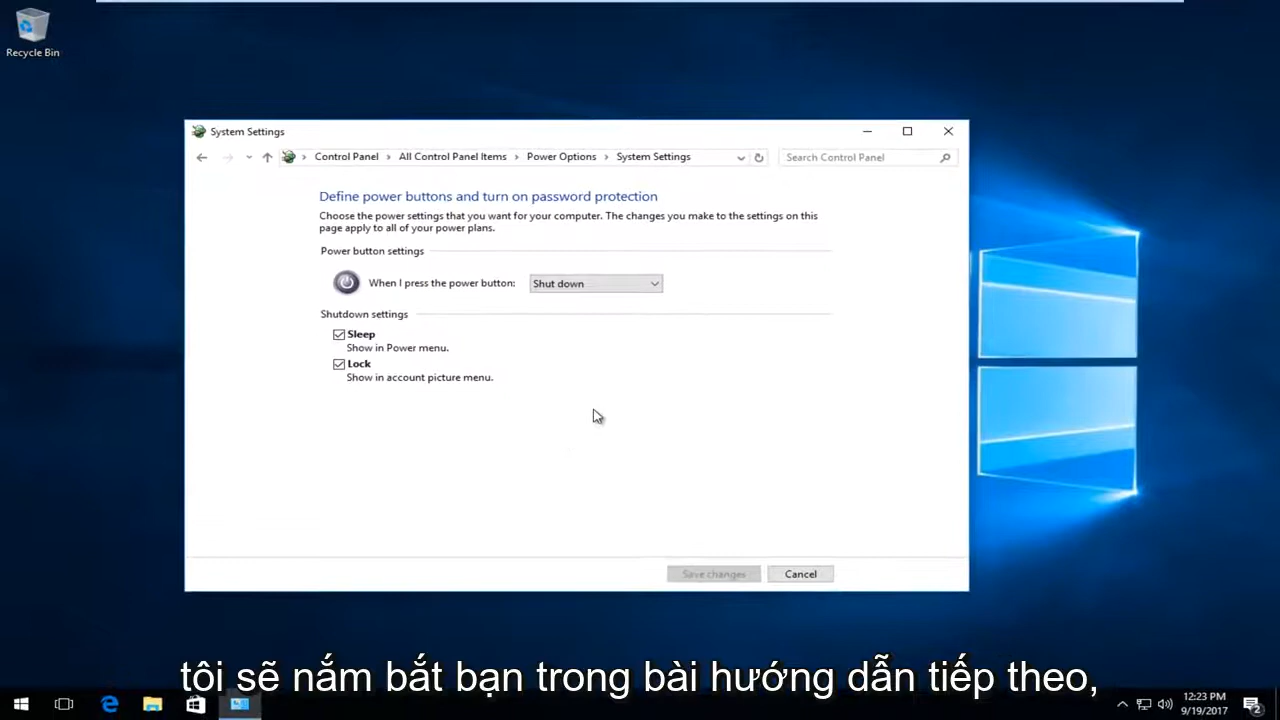 Recycle Bin
System Settings
Control Panel > All Control Panel Items > Power Options > System Settings
Search Control Panel
Define power buttons and turn on password protection
Choose the power settings that you want for your computer. The changes you make to the settings on this
page apply to all of your power plans.
Power button settings
When I press the power button: Shut down
Shutdown settings
Sleep
Show in Power menu.
Lock
Show in account picture menu.
Save changes Cancel
tôi sẽ nắm bắt bạn trong bài hướng dẫn tiếp theo,
12:23 PM
9/19/2017
2